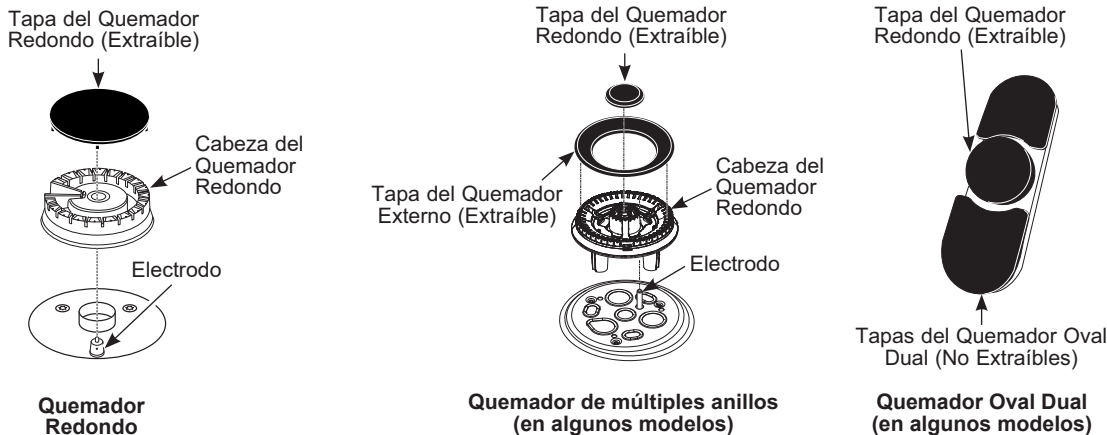 Tapa del Quemador
Redondo (Extraíble)
Cabeza del
Quemador
Redondo
Electrodo
Quemador
Redondo
Tapa del Quemador
Redondo (Extraíble)
Tapa del Quemador
Externo (Extraíble)
Cabeza del
Quemador
Redondo
Electrodo
Quemador de múltiples anillos
(en algunos modelos)
Tapa del Quemador
Redondo (Extraíble)
Tapas del Quemador Oval
Dual (No Extraíbles)
Quemador Oval Dual
(en algunos modelos)